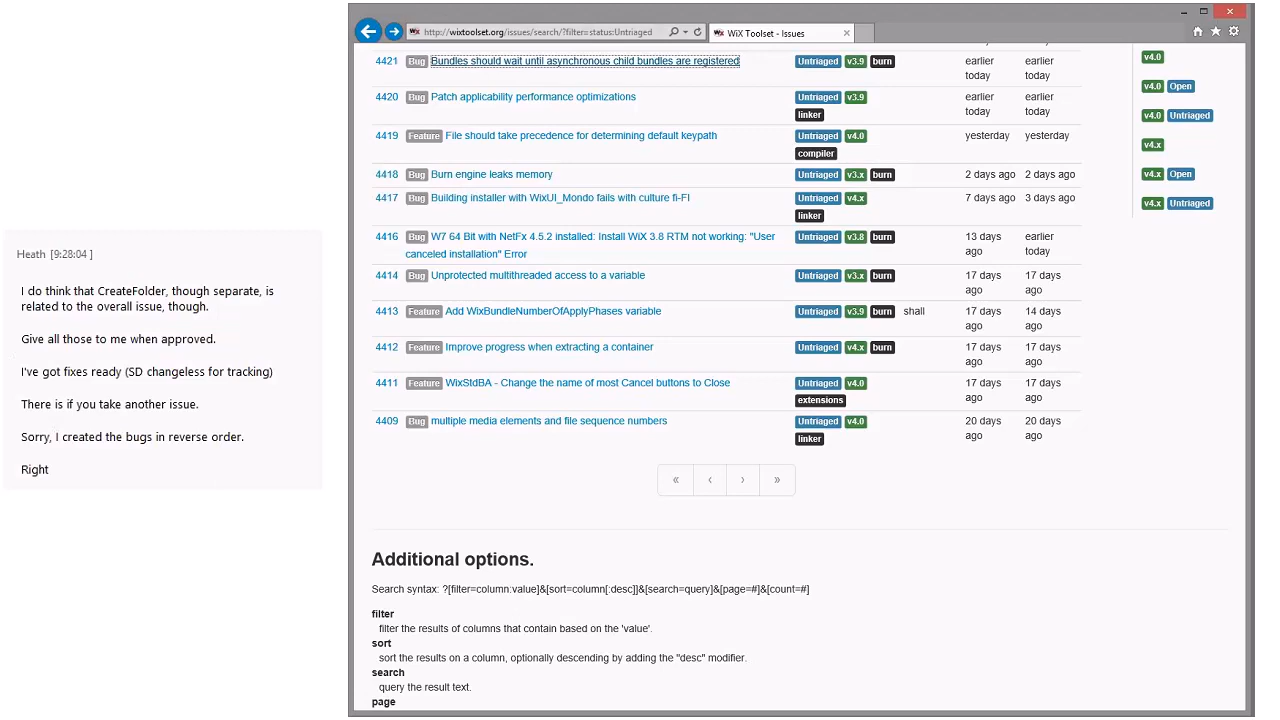 Heath [9:28:04 ]
I do think that CreateFolder, though separate, is
related to the overall issue, though.
Give all those to me when approved.
I've got fixes ready (SD changeless for tracking)
There is if you take another issue.
Sorry, I created the bugs in reverse order.
Right
http://wixtoolset.org/issues/search/?filter=status:Untriaged
WiX Toolset - Issues
4421 Bug Bundles should wait until asynchronous child bundles are registered Untriaged v3.9 burn earlier today earlier today
4420 Bug Patch applicability performance optimizations Untriaged v3.9 linker earlier today earlier today
4419 Feature File should take precedence for determining default keypath Untriaged v4.0 compiler yesterday yesterday
4418 Bug Burn engine leaks memory Untriaged v3.x burn 2 days ago 2 days ago
4417 Bug Building installer with WixUI_Mondo fails with culture fi-FI Untriaged v4.x linker 7 days ago 3 days ago
4416 Bug W7 64 Bit with NetFx 4.5.2 installed: Install WiX 3.8 RTM not working: "User
canceled installation" Error Untriaged v3.8 burn 13 days ago earlier today
4414 Bug Unprotected multithreaded access to a variable Untriaged v3.x burn 17 days ago 17 days ago
4413 Feature Add WixBundleNumberOfApplyPhases variable Untriaged v3.9 burn shall 17 days ago 14 days ago
4412 Feature Improve progress when extracting a container Untriaged v4.x burn 17 days ago 17 days ago
4411 Feature WixStdBA - Change the name of most Cancel buttons to Close Untriaged v4.0 extensions 17 days ago 17 days ago
4409 Bug multiple media elements and file sequence numbers Untriaged v4.0 linker 20 days ago 20 days ago
« ‹ › »
v4.0
v4.0 Open
v4.0 Untriaged
v4.x
v4.x Open
v4.x Untriaged
Additional options.
Search syntax: ?[filter=column:value]&[sort=column[:desc]]&[search=query]&[page=#]&[count=#]
filter
filter the results of columns that contain based on the 'value'.
sort
sort the results on a column, optionally descending by adding the "desc" modifier.
search
query the result text.
page